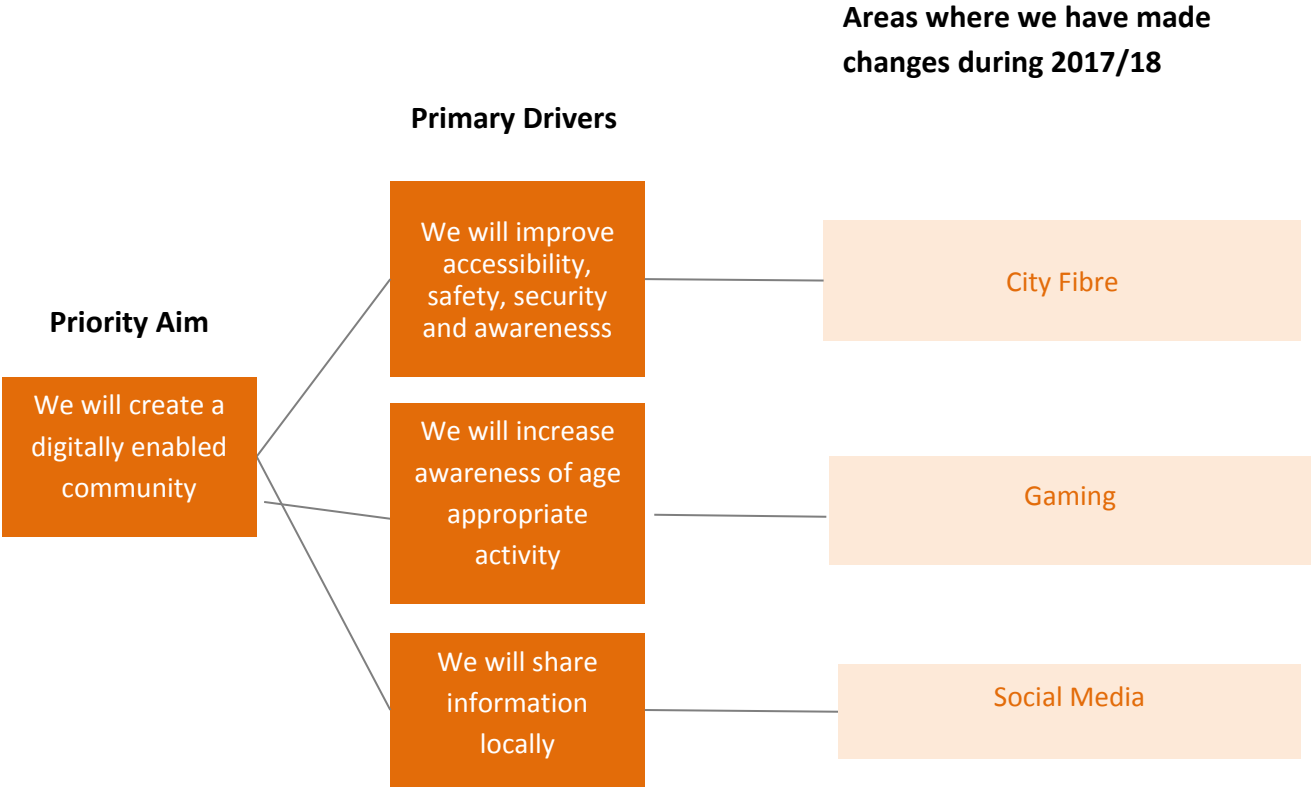 Areas where we have made
changes during 2017/18
Primary Drivers
We will improve
accessibility,
safety, security
and awarenesss
City Fibre
Priority Aim
We will create a
digitally enabled
community
We will increase
awareness of age
appropriate
activity
Gaming
We will share
information
locally
Social Media